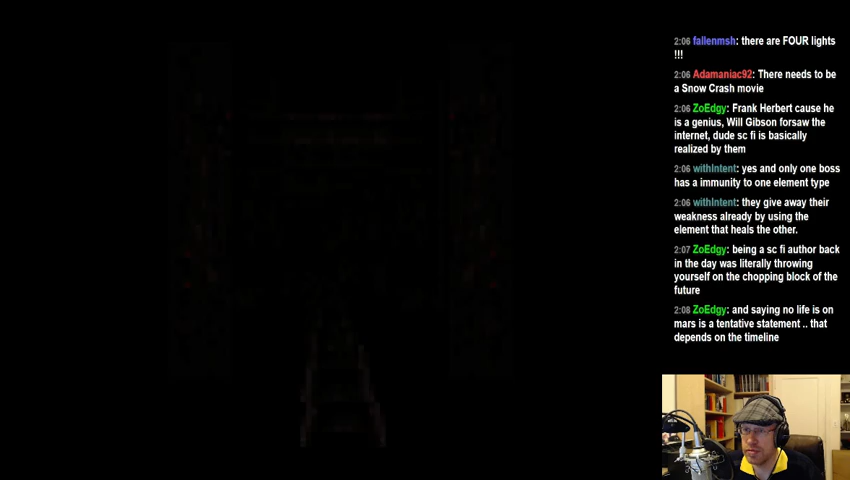 2:06 fallenmsh: there are FOUR lights
!!!
2:06 Adamaniac92: There needs to be
a Snow Crash movie
2:06 ZoEdgy: Frank Herbert cause he
is a genius, Will Gibson forsaw the
internet, dude sc fi is basically
realized by them
2:06 withIntent: yes and only one boss
has a immunity to one element type
2:06 withIntent: they give away their
weakness already by using the
element that heals the other.
2:07 ZoEdgy: being a sc fi author back
in the day was literally throwing
yourself on the chopping block of the
future
2:08 ZoEdgy: and saying no life is on
mars is a tentative statement .. that
depends on the timeline